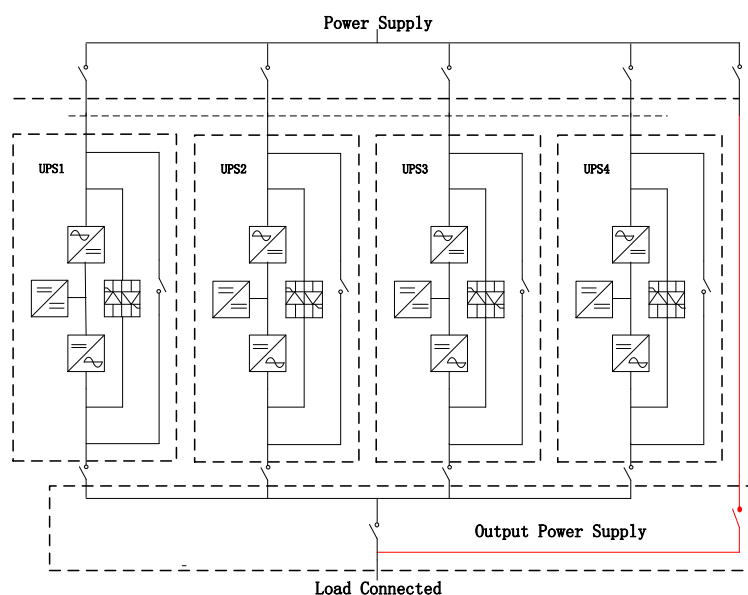 Power Supply
UPS1
UPS2
UPS3
UPS4
Output Power Supply
Load Connected